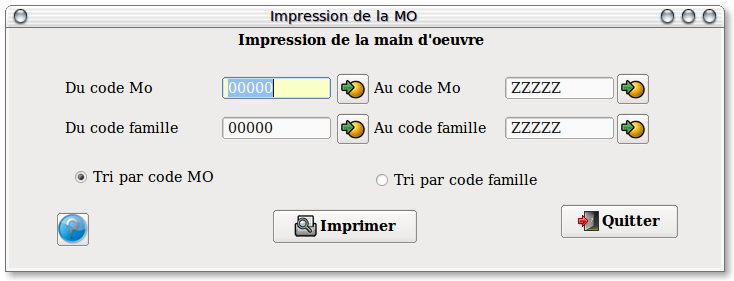 Impression de la MO
Impression de la main d'oeuvre
Du code Mo 00000 Au code Mo ZZZZZ
Du code famille 00000 Au code famille ZZZZZ
Tri par code MO Tri par code famille
? Imprimer Quitter